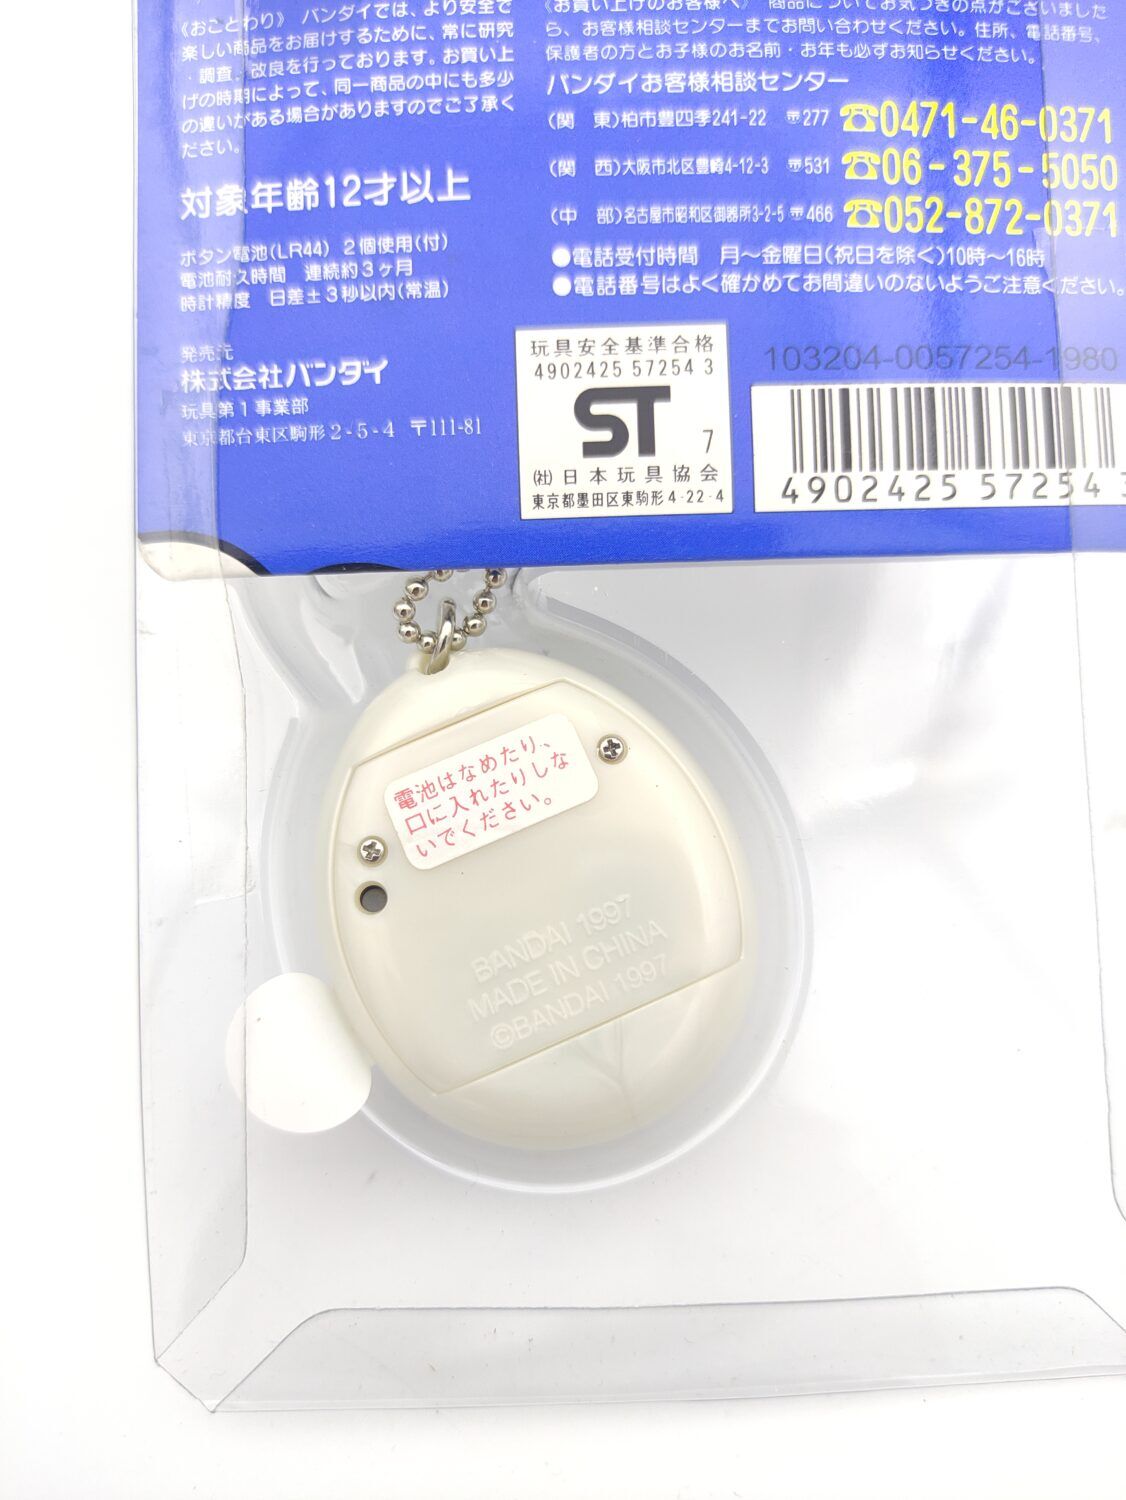 《おことわり》 バンダイでは、より安全で
楽しい商品をお届けするために、常に研究
・調査、改良を行っております。お買い上
げの時期によって、同一商品の中にも多少
の違いがある場合がありますのでご了承く
ださい。
対象年齢12才以上
ボタン電池(LR44) 2個使用(付)
電池耐久時間 連続約3ヶ月
時計精度 日差±3秒以内(常温)
発売元
株式会社バンダイ
玩具第1事業部
東京都台東区駒形2-5-4 〒111-81
《お買い上げのお客様へ》 商品についてお気づきの点がございました
ら、お客様相談センターまでお問い合わせください。住所、電話番号、
保護者の方とお子様のお名前・お年も必ずお知らせください。
バンダイお客様相談センター
(関 東)柏市豊四季241-22 〒277 ☎0471-46-0371
(関 西)大阪市北区豊崎4-12-3 〒531 ☎06-375-5050
(中 部)名古屋市昭和区御器所3-2-5 〒466 ☎052-872-0371
●電話受付時間 月〜金曜日(祝日を除く)10時〜16時
●電話番号はよく確かめてお間違いのないようご注意ください。
玩具安全基準合格
4902425 57254 3
ST 7
(社)日本玩具協会
東京都墨田区東駒形4-22-4
103204-0057254-1980
4902425 57254 3
電池はなめたり、
口に入れたりしな
いでください。
BANDAI 1997
MADE IN CHINA
©BANDAI 1997